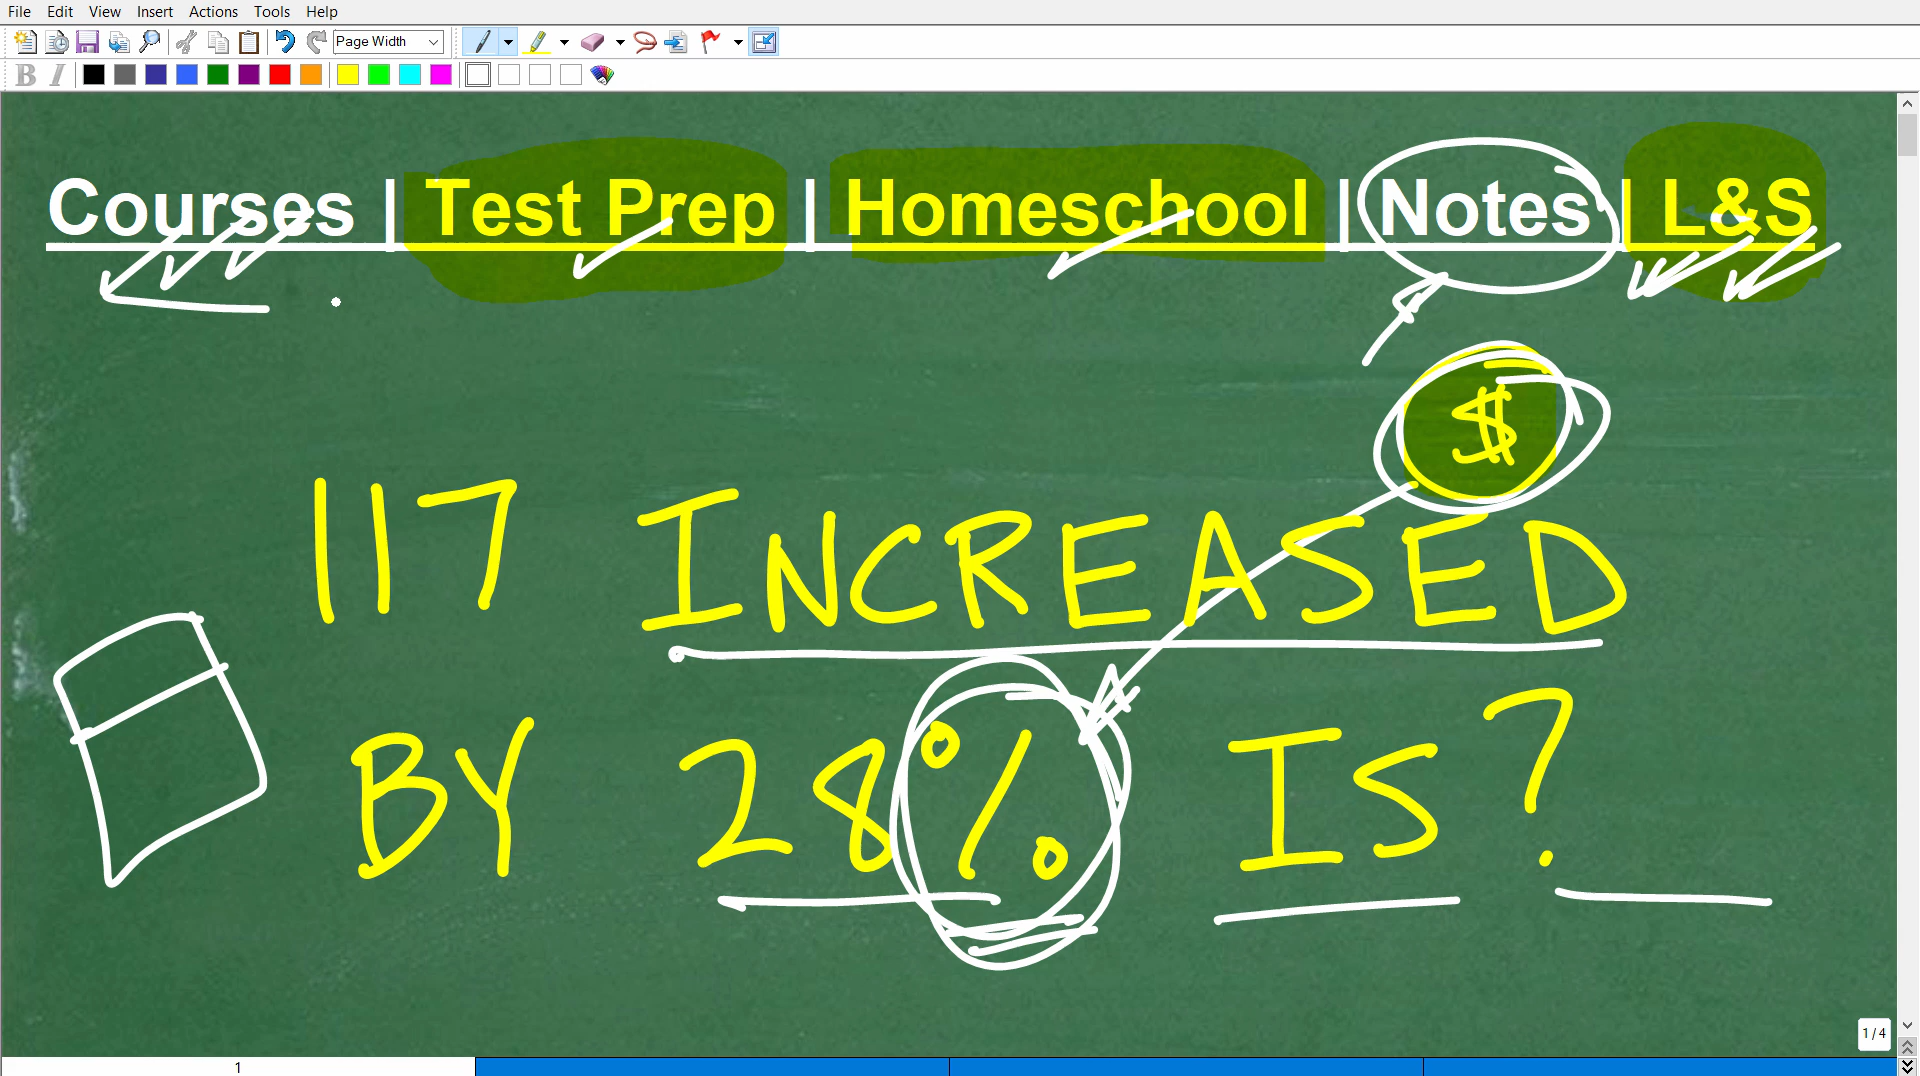 File Edit View Insert Actions Tools Help
Page Width
B I
Courses | Test Prep | Homeschool | Notes | L&S
$
117 INCREASED
BY 28% IS?
1 / 4
1